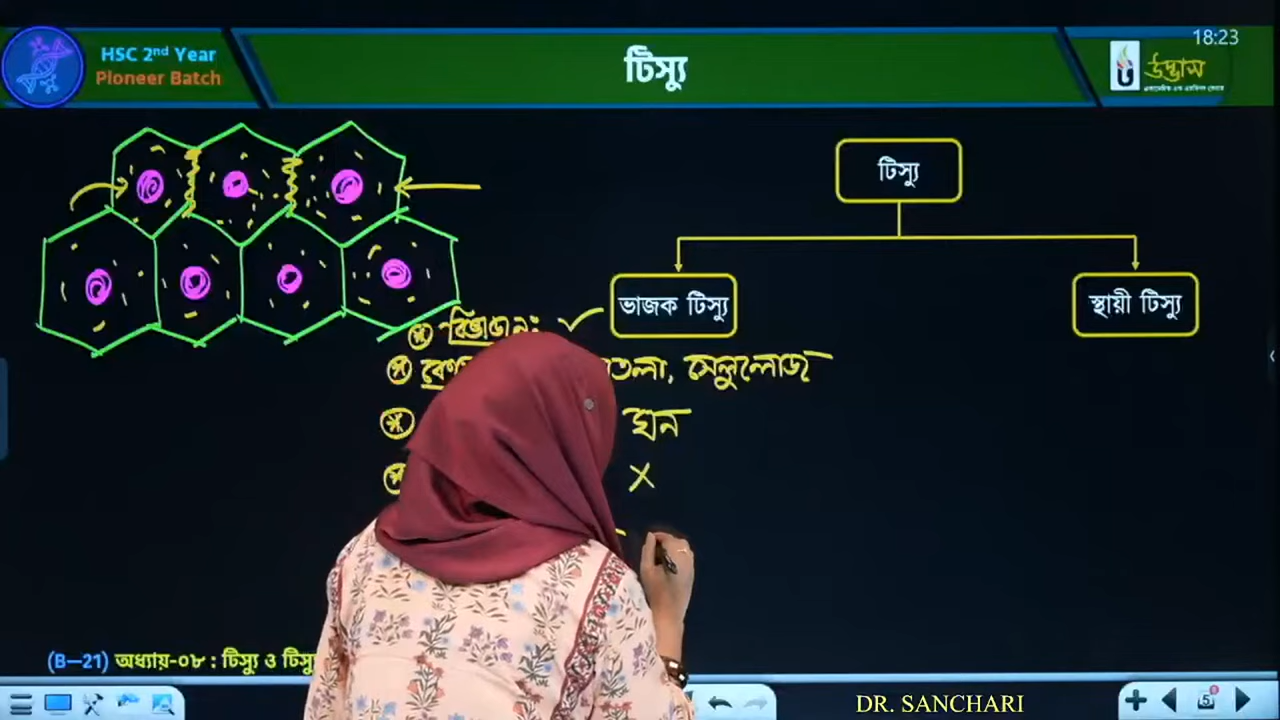 18:23
HSC 2nd Year
Pioneer Batch
টিস্যু
উদ্ভাস
টিস্যু
ভাজক টিস্যু
স্থায়ী টিস্যু
বিভাজন:
তলা, সেলুলোজ
ঘন
(B–21) অধ্যায়-০৮ : টিস্যু ও
DR. SANCHARI